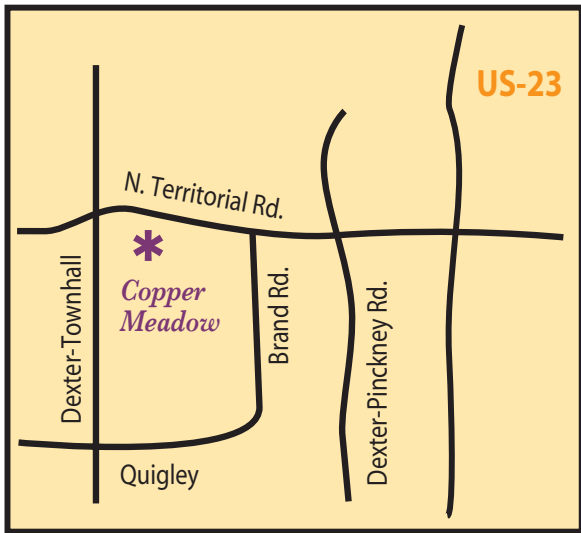 US-23
N. Territorial Rd.
*
Copper
Meadow
Dexter-Townhall
Brand Rd.
Dexter-Pinckney Rd.
Quigley